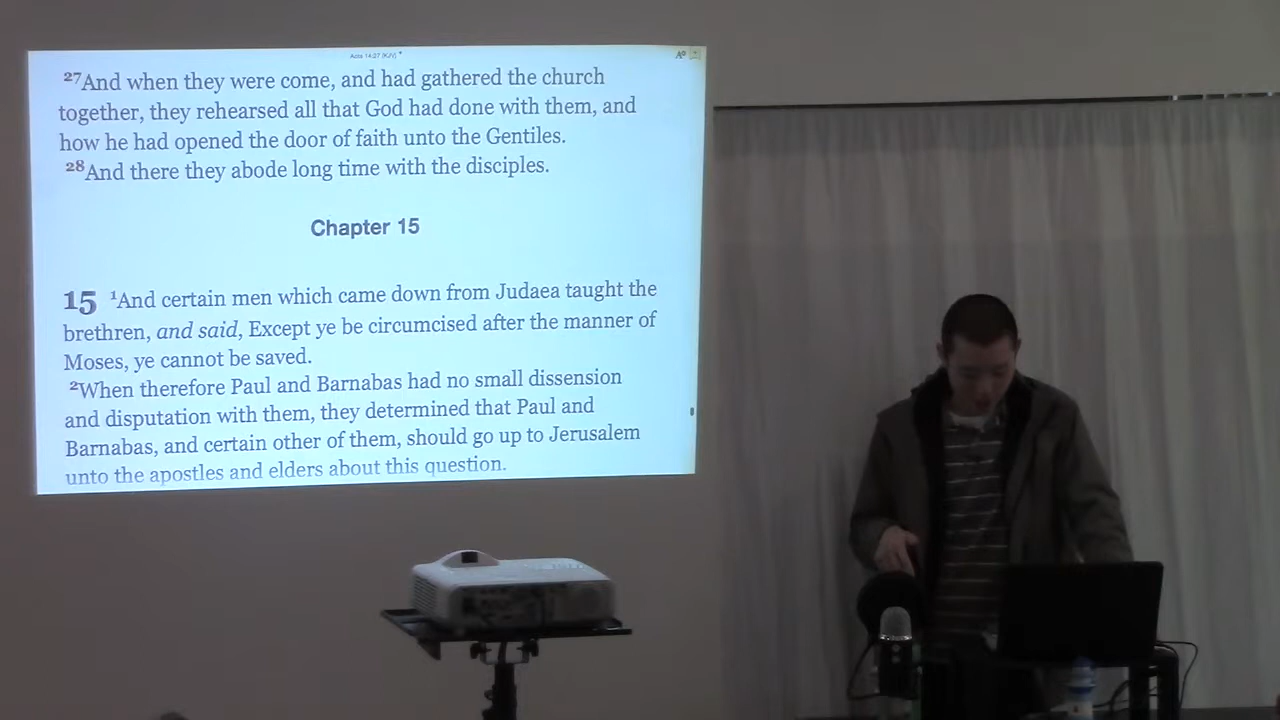 Acts 14:27 (KJV)
27And when they were come, and had gathered the church
together, they rehearsed all that God had done with them, and
how he had opened the door of faith unto the Gentiles.
28And there they abode long time with the disciples.
Chapter 15
15 1And certain men which came down from Judaea taught the
brethren, and said, Except ye be circumcised after the manner of
Moses, ye cannot be saved.
2When therefore Paul and Barnabas had no small dissension
and disputation with them, they determined that Paul and
Barnabas, and certain other of them, should go up to Jerusalem
unto the apostles and elders about this question.